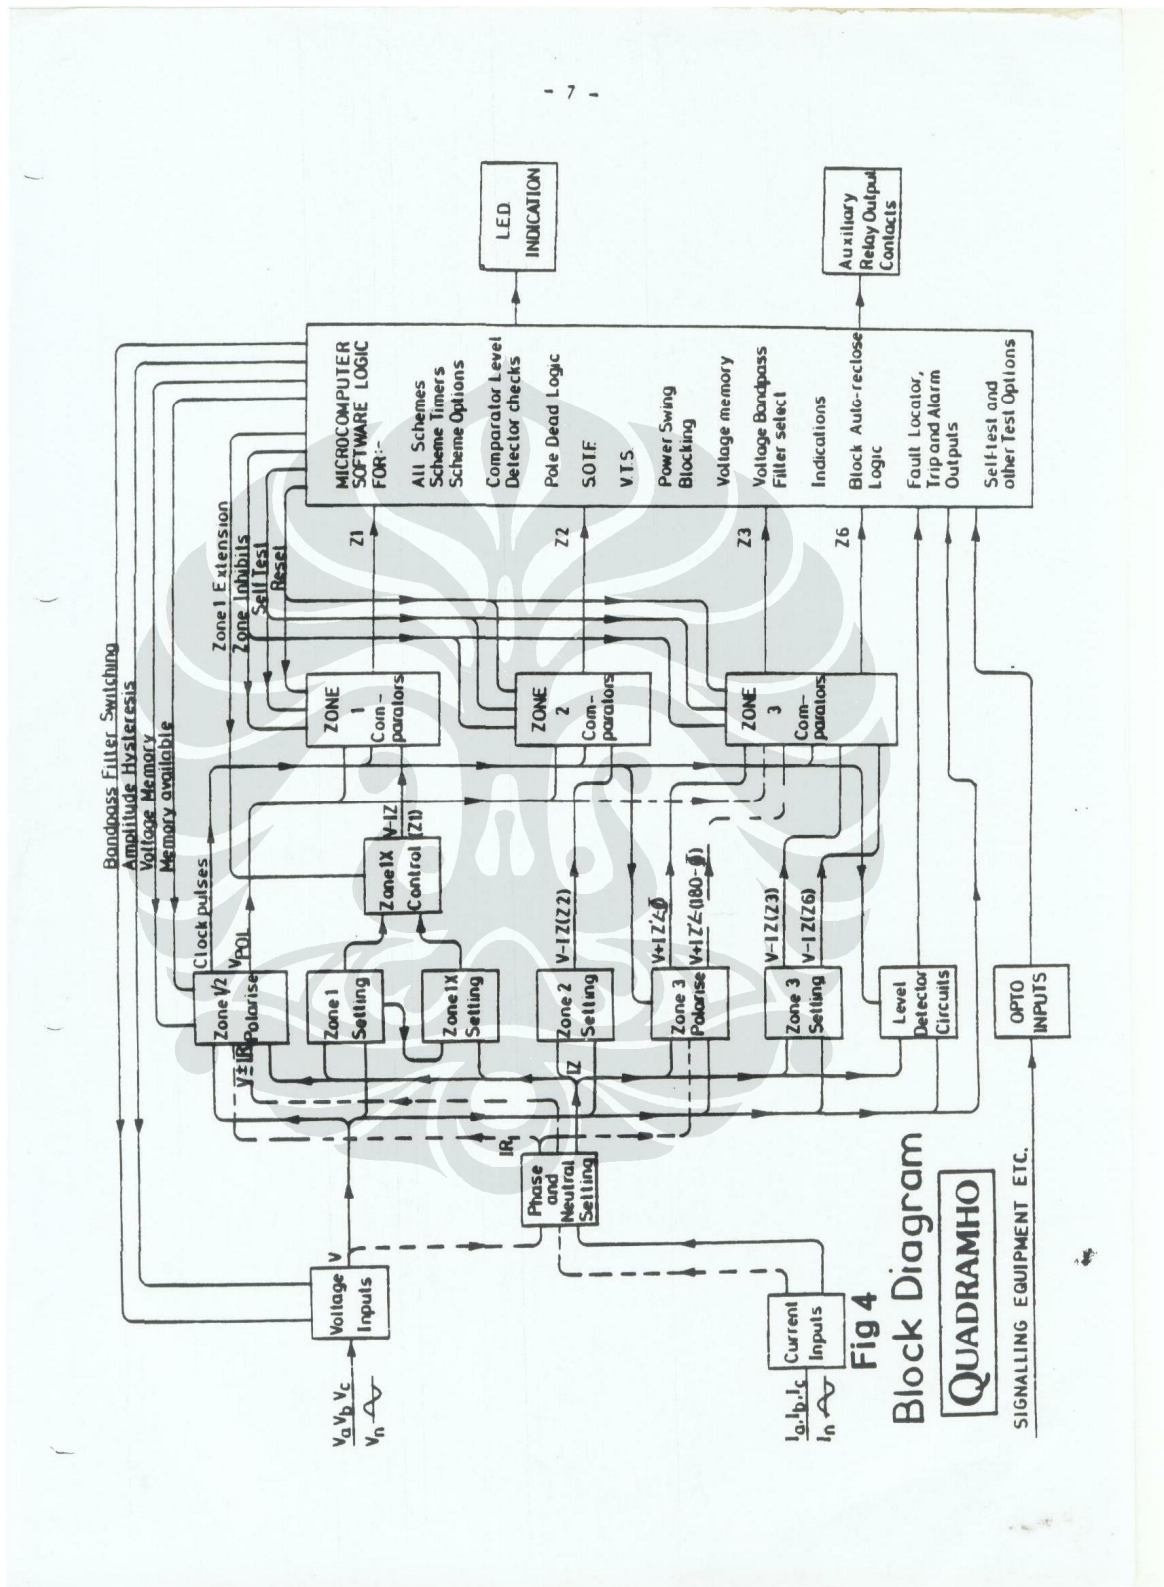 - 7 -
Bandpass Filter Switching
Amplitude Hysteresis
Voltage Memory
Memory available
Zone 1 Extension
Zone Inhibits
Self Test
Reset
Clock pulses
VPOL
Zone 1/2
Polarise
V±IR1
Zone 1
Setting
Zone 1X
Setting
Zone 1X
Control
V-IZ
(Z1)
ZONE
1
Com-
parators
Z1
Zone 2
Setting
V-IZ(Z2)
ZONE
2
Com-
parators
Z2
Zone 3
Polarise
V+IZ'∠Φ
V+IZ'∠-(180-Φ)
Zone 3
Setting
V-IZ(Z3)
V-IZ(Z6)
ZONE
3
Com-
parators
Z3
Z6
Level
Detector
Circuits
OPTO
INPUTS
IZ
IR1
Phase
and
Neutral
Setting
V
Voltage
Inputs
Va Vb Vc
Vn
Current
Inputs
Ia, Ib, Ic
In
MICROCOMPUTER
SOFTWARE LOGIC
FOR:-
All Schemes
Scheme Timers
Scheme Options
Comparator Level
Detector checks
Pole Dead Logic
S.O.T.F.
V.T.S.
Power Swing
Blocking
Voltage memory
Voltage Bandpass
Filter select
Indications
Block Auto-reclose
Logic
Fault Locator,
Trip and Alarm
Outputs
Self-test and
other Test Options
L.E.D.
INDICATION
Auxiliary
Relay Output
Contacts
Fig 4
Block Diagram
QUADRAMHO
SIGNALLING EQUIPMENT ETC.